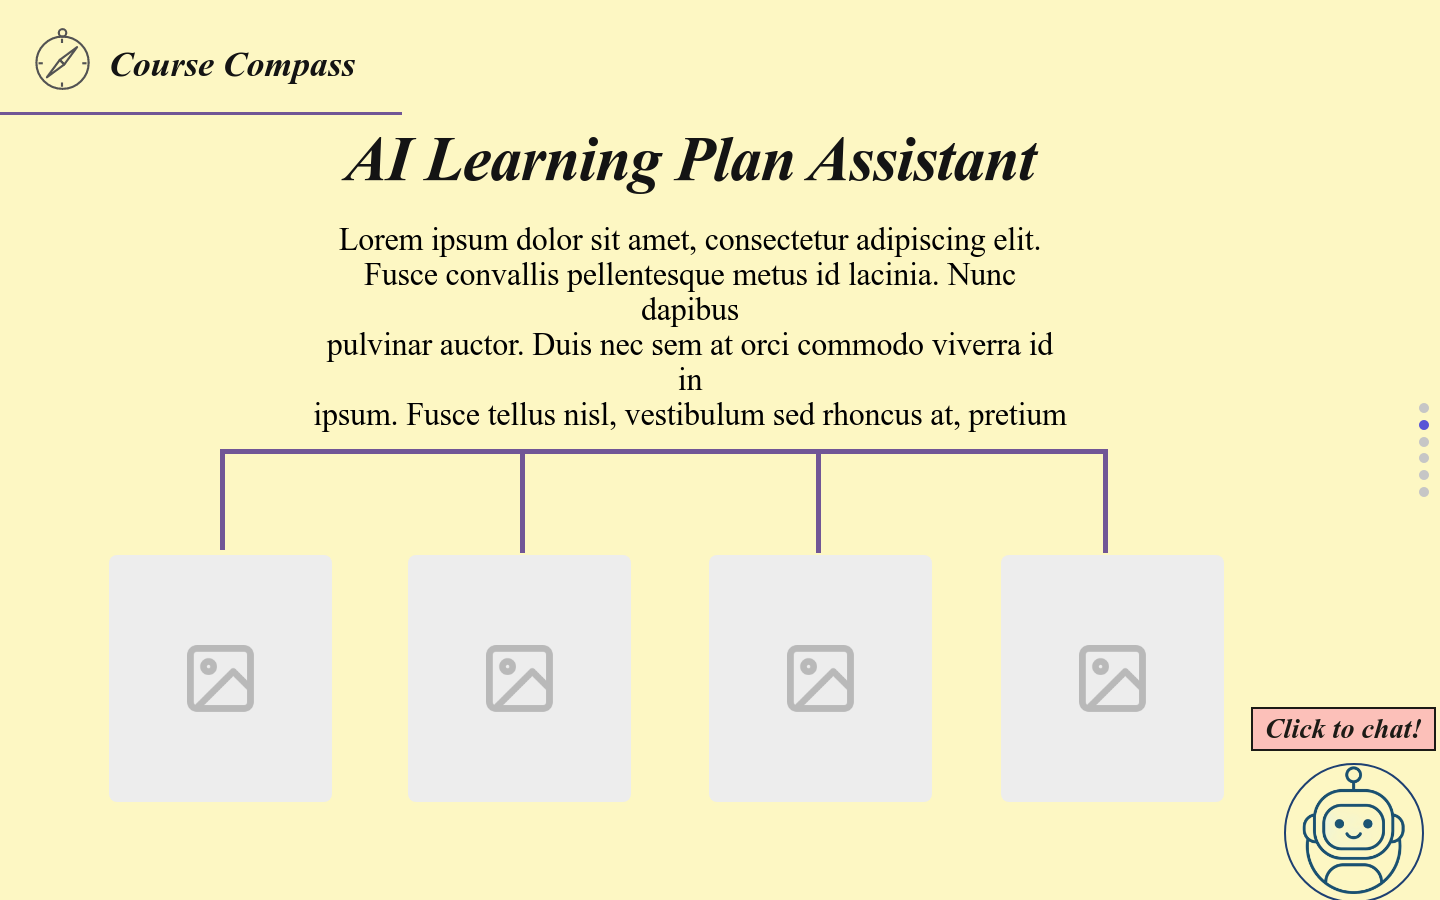 Course Compass
AI Learning Plan Assistant
Lorem ipsum dolor sit amet, consectetur adipiscing elit.
Fusce convallis pellentesque metus id lacinia. Nunc
dapibus
pulvinar auctor. Duis nec sem at orci commodo viverra id
in
ipsum. Fusce tellus nisl, vestibulum sed rhoncus at, pretium
Click to chat!